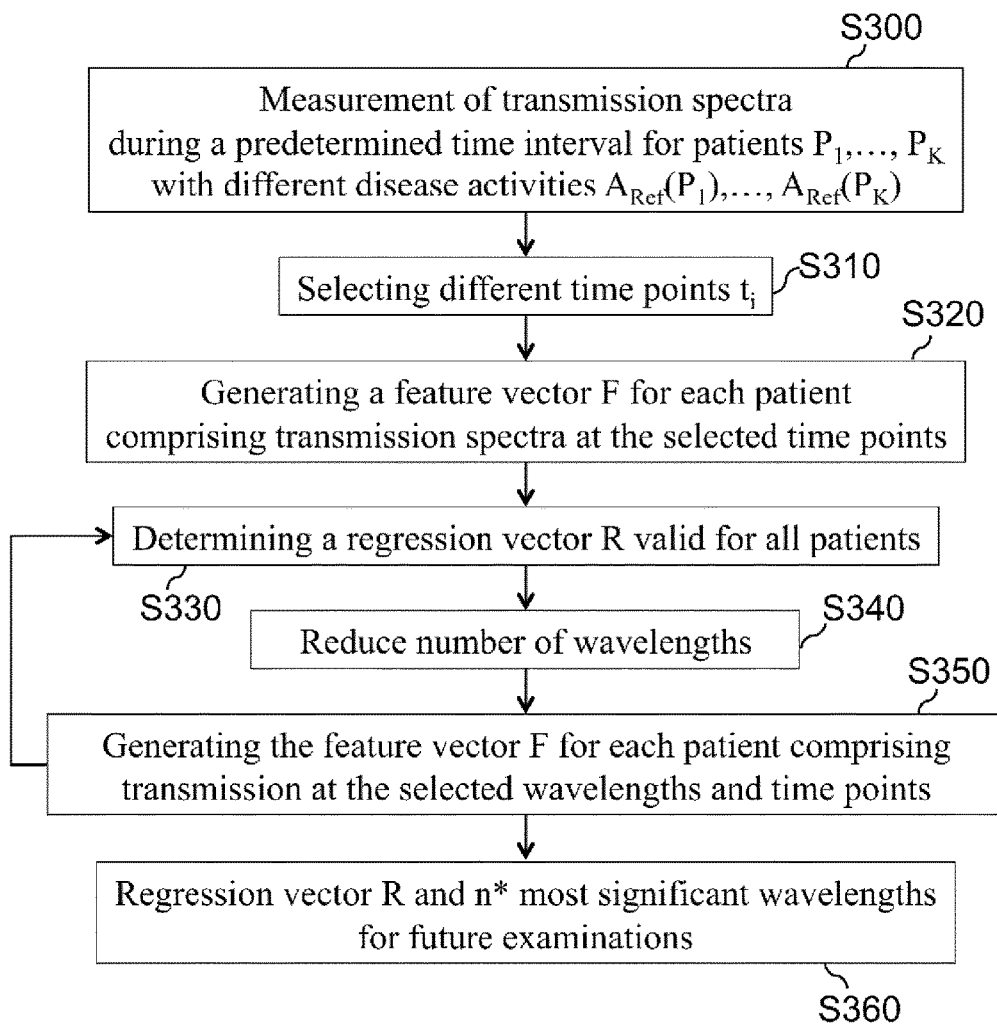 S300
Measurement of transmission spectra
during a predetermined time interval for patients P₁,…, P_K
with different disease activities A_Ref(P₁),…, A_Ref(P_K)
S310
Selecting different time points tᵢ
S320
Generating a feature vector F for each patient
comprising transmission spectra at the selected time points
Determining a regression vector R valid for all patients
S330
S340
Reduce number of wavelengths
S350
Generating the feature vector F for each patient comprising
transmission at the selected wavelengths and time points
Regression vector R and n* most significant wavelengths
for future examinations
S360